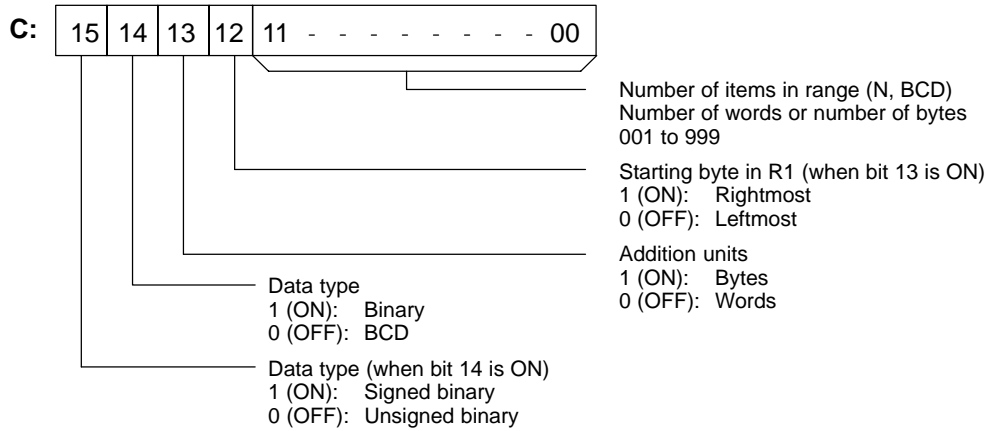 C: 15 14 13 12 11 - - - - - - - - 00
Number of items in range (N, BCD)
Number of words or number of bytes
001 to 999
Starting byte in R1 (when bit 13 is ON)
1 (ON): Rightmost
0 (OFF): Leftmost
Addition units
1 (ON): Bytes
0 (OFF): Words
Data type
1 (ON): Binary
0 (OFF): BCD
Data type (when bit 14 is ON)
1 (ON): Signed binary
0 (OFF): Unsigned binary